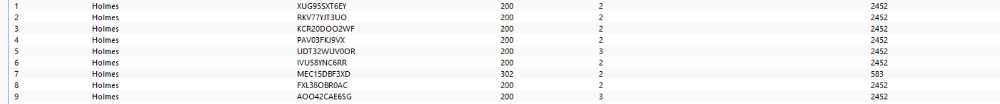 1 Holmes XUG95SXT6EY 200 2 2452
2 Holmes RKV77YJT3UO 200 2 2452
3 Holmes KCR20DOO2WF 200 2 2452
4 Holmes PAV03FKJ9VX 200 2 2452
5 Holmes UDT32WUV0OR 200 3 2452
6 Holmes IVU58YNC6RR 200 2 2452
7 Holmes MEC15DBF3XD 302 2 583
8 Holmes FXL38OBR0AC 200 2 2452
9 Holmes AOO42CAE6SG 200 3 2452